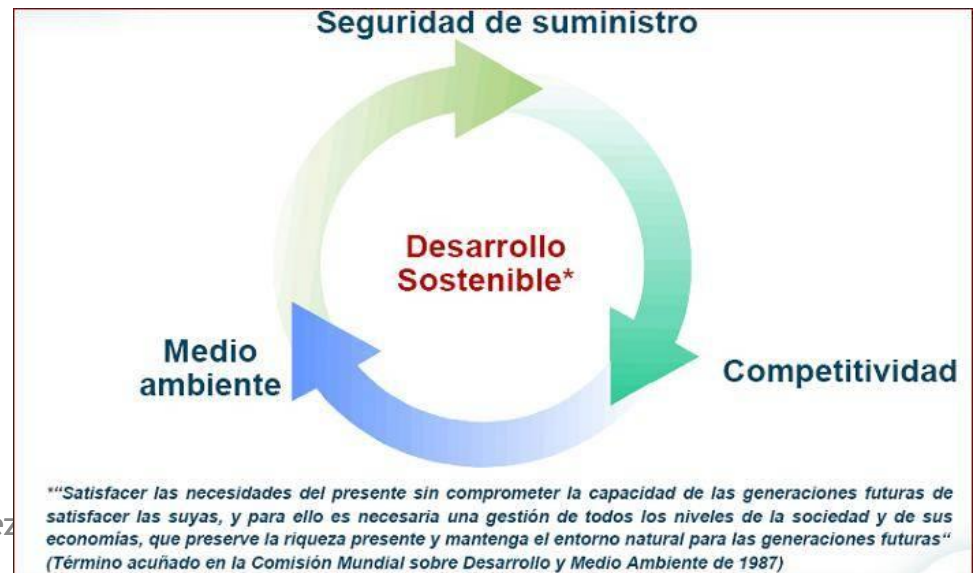 Seguridad de suministro
Desarrollo
Sostenible*
Medio
ambiente
Competitividad
*“Satisfacer las necesidades del presente sin comprometer la capacidad de las generaciones futuras de
satisfacer las suyas, y para ello es necesaria una gestión de todos los niveles de la sociedad y de sus
economías, que preserve la riqueza presente y mantenga el entorno natural para las generaciones futuras“
(Término acuñado en la Comisión Mundial sobre Desarrollo y Medio Ambiente de 1987)